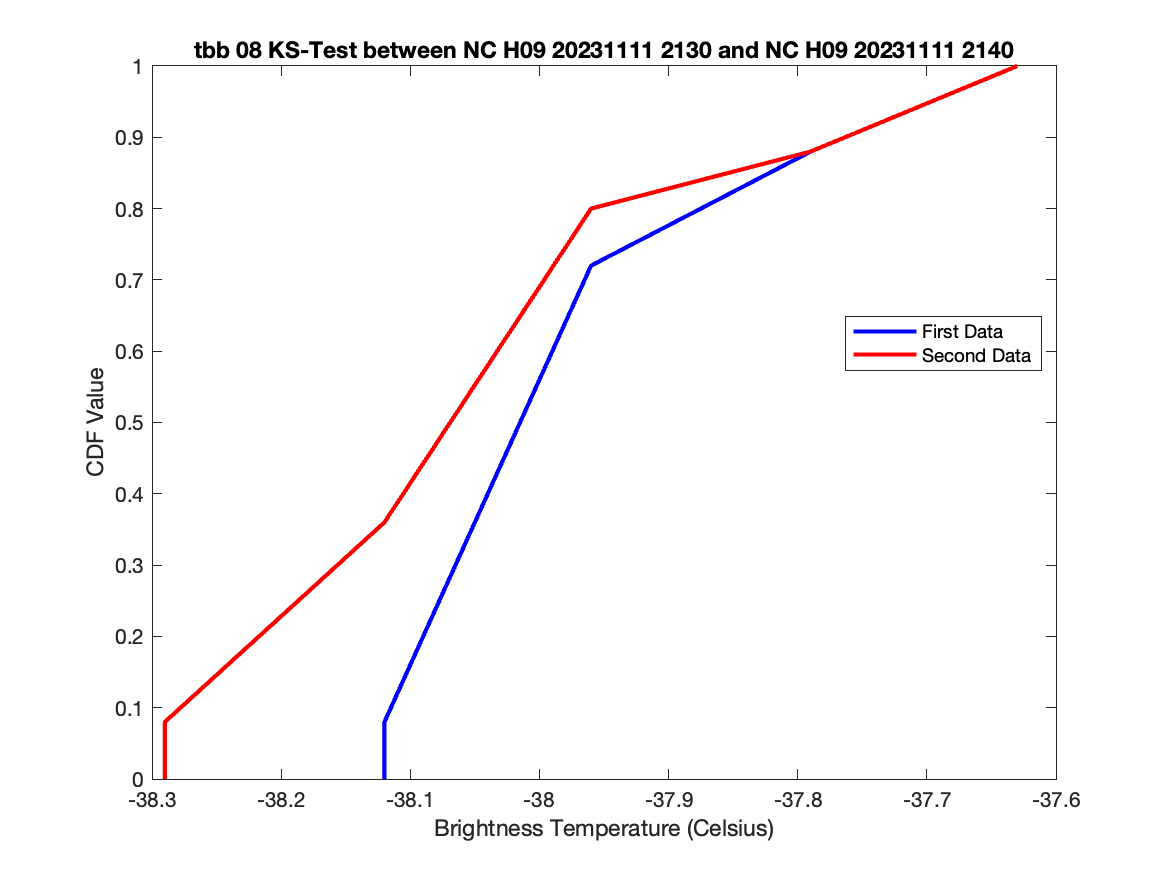 tbb 08 KS-Test between NC H09 20231111 2130 and NC H09 20231111 2140
1
0.9
0.8
0.7
0.6
0.5
0.4
0.3
0.2
0.1
0
CDF Value
First Data
Second Data
-38.3 -38.2 -38.1 -38 -37.9 -37.8 -37.7 -37.6
Brightness Temperature (Celsius)